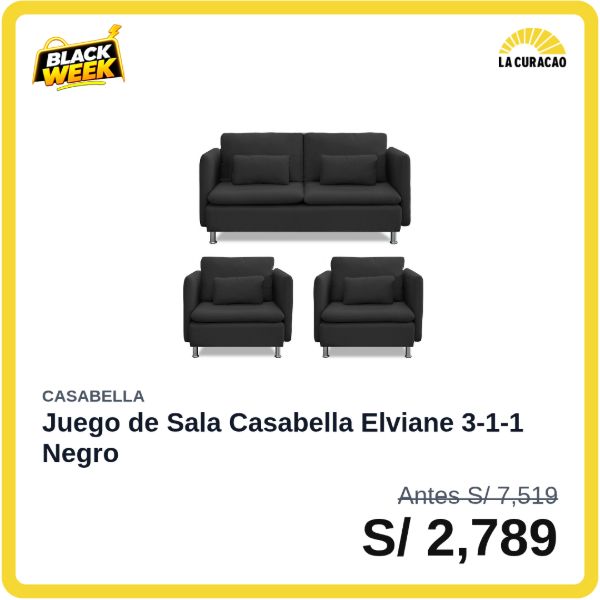 BLACK
WEEK
LA CURACAO
CASABELLA
Juego de Sala Casabella Elviane 3-1-1
Negro
Antes S/ 7,519
S/ 2,789